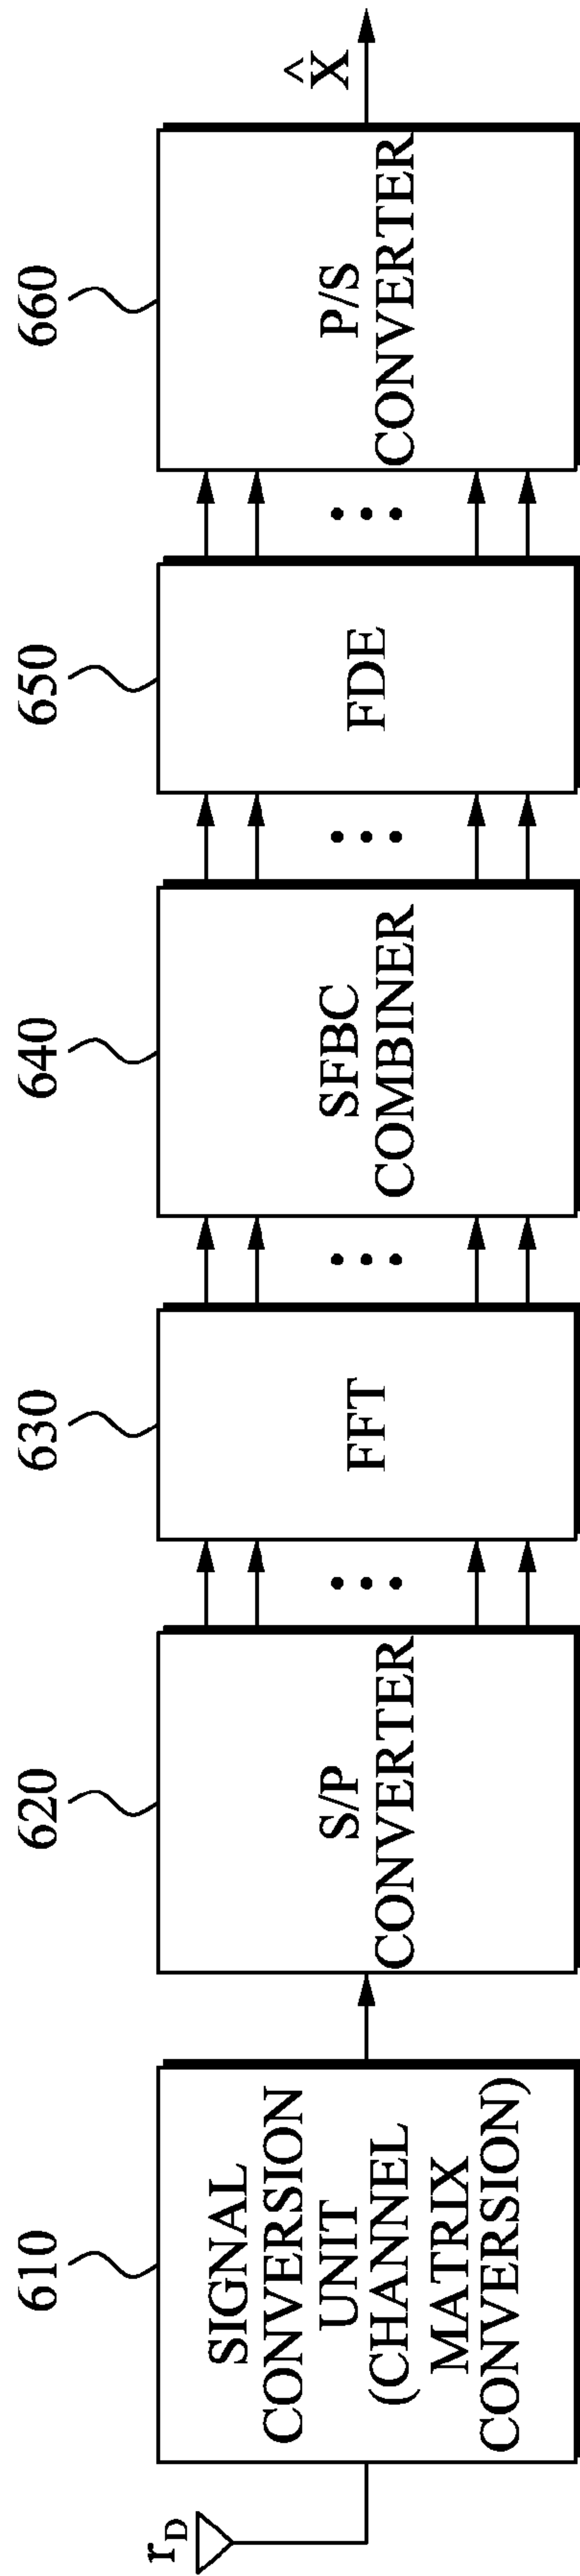 r_D
610
SIGNAL
CONVERSION
UNIT
(CHANNEL
MATRIX
CONVERSION)
620
S/P
CONVERTER
630
FFT
640
SFBC
COMBINER
650
FDE
660
P/S
CONVERTER
X̂